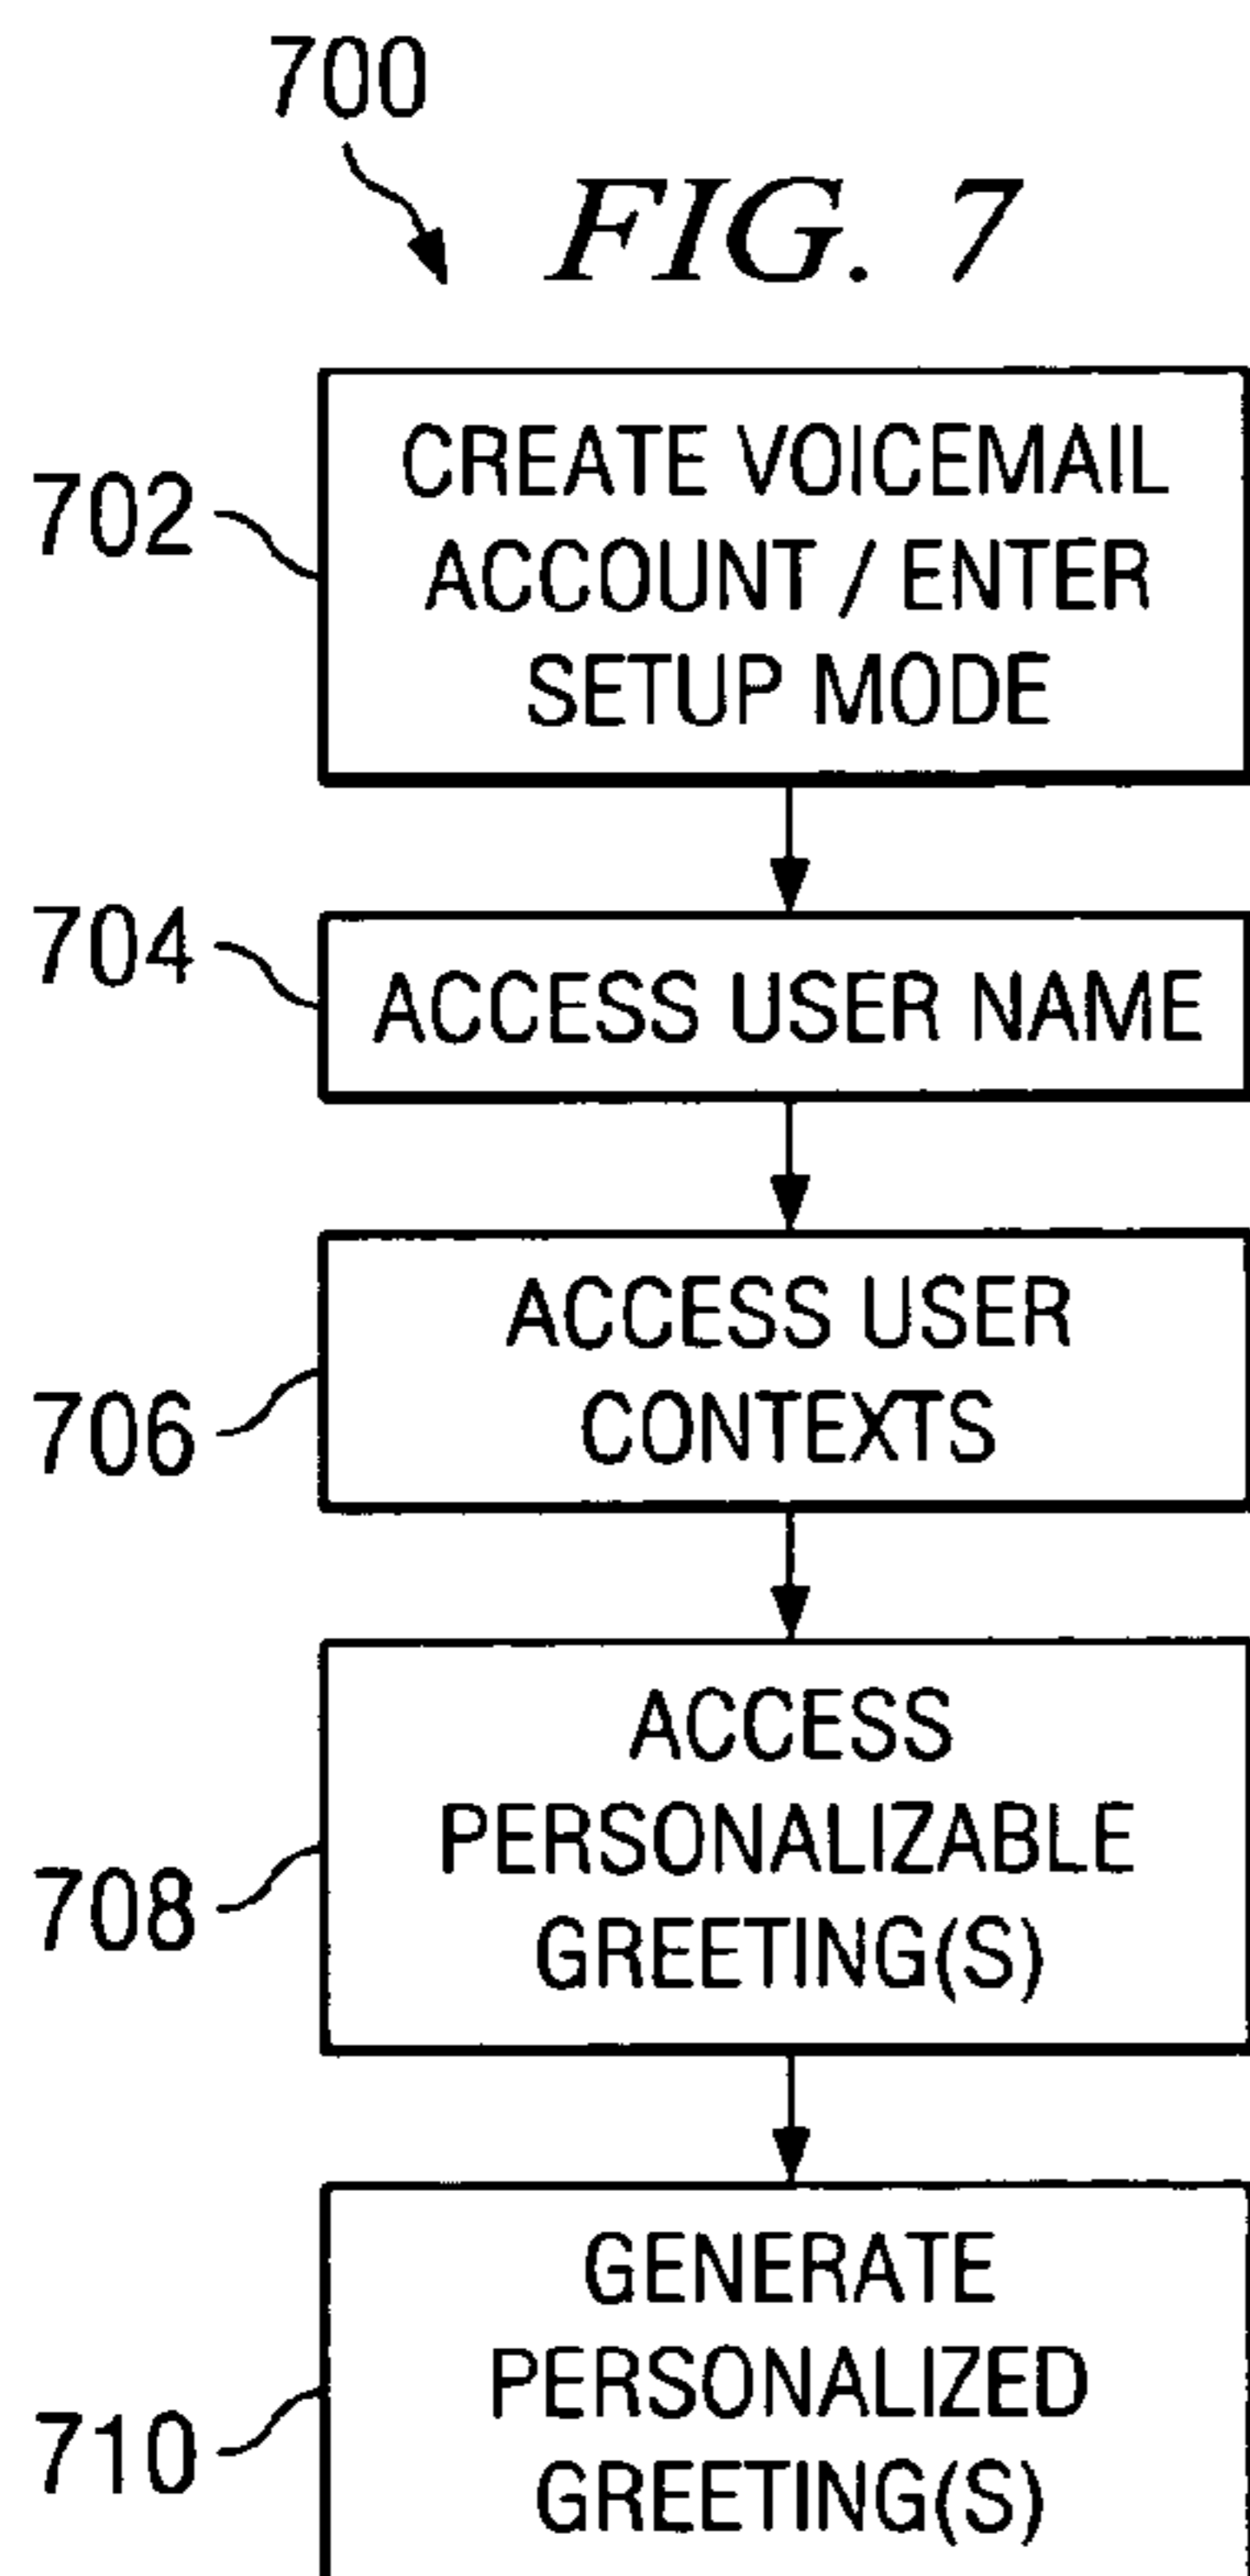 700
FIG. 7
702
CREATE VOICEMAIL
ACCOUNT / ENTER
SETUP MODE
704
ACCESS USER NAME
706
ACCESS USER
CONTEXTS
708
ACCESS
PERSONALIZABLE
GREETING(S)
710
GENERATE
PERSONALIZED
GREETING(S)